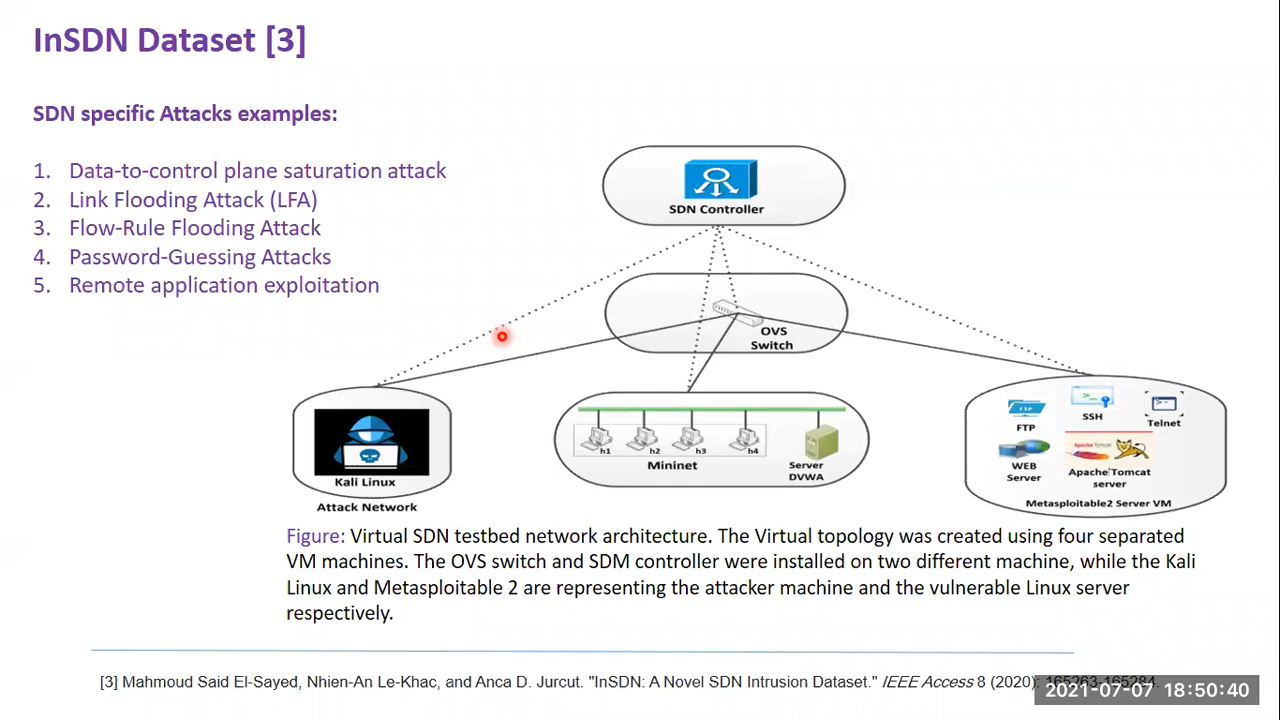 InSDN Dataset [3]
SDN specific Attacks examples:
1. Data-to-control plane saturation attack
2. Link Flooding Attack (LFA)
3. Flow-Rule Flooding Attack
4. Password-Guessing Attacks
5. Remote application exploitation
SDN Controller
OVS
Switch
Kali Linux
Attack Network
h1 h2 h3 h4
Mininet
Server
DVWA
FTP
FTP
SSH
Telnet
WEB
Server
Apache Tomcat
Apache Tomcat
server
Metasploitable2 Server VM
Figure: Virtual SDN testbed network architecture. The Virtual topology was created using four separated
VM machines. The OVS switch and SDM controller were installed on two different machine, while the Kali
Linux and Metasploitable 2 are representing the attacker machine and the vulnerable Linux server
respectively.
[3] Mahmoud Said El-Sayed, Nhien-An Le-Khac, and Anca D. Jurcut. "InSDN: A Novel SDN Intrusion Dataset." IEEE Access 8 (2020): 165263-165284.
2021-07-07 18:50:40